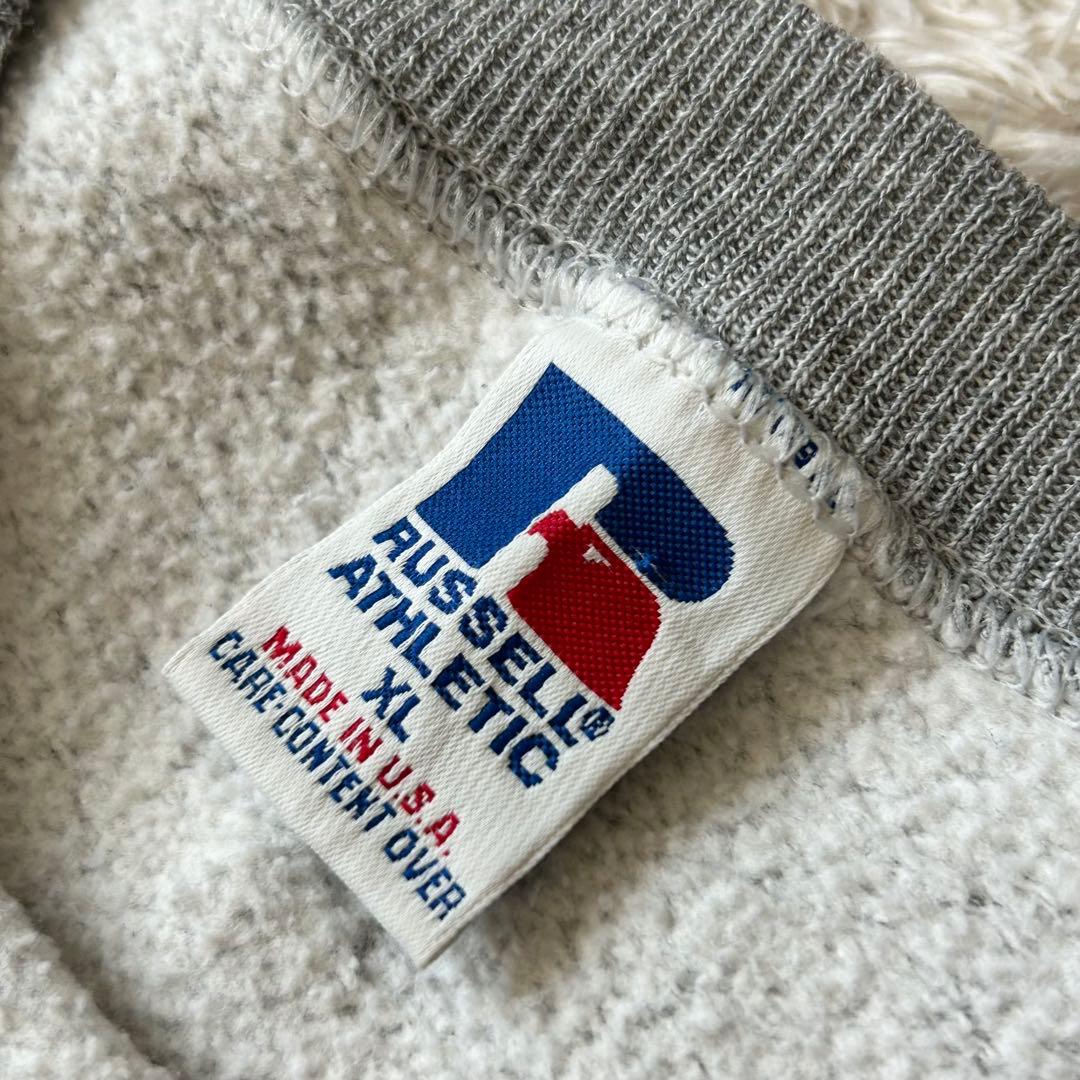 RUSSELL®
ATHLETIC
XL
MADE IN U.S.A.
CARE-CONTENT OVER